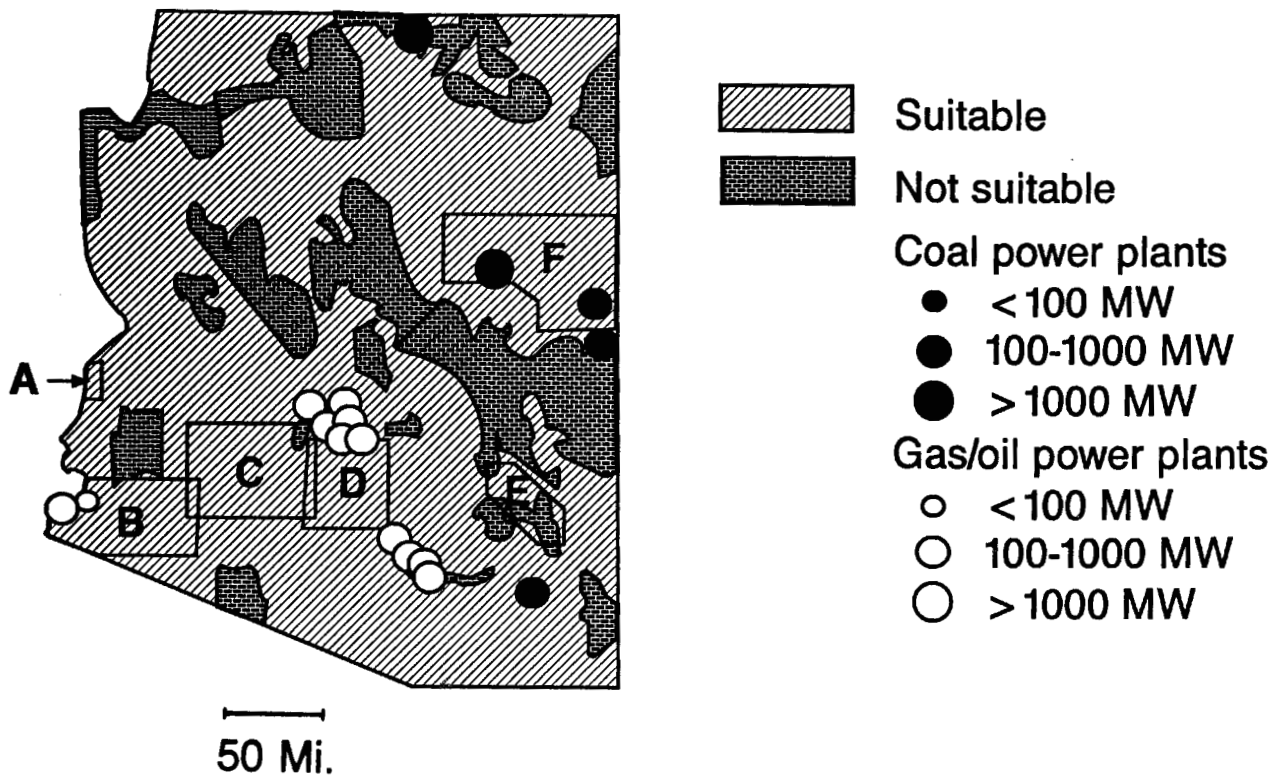 A
B
C
D
E
F
50 Mi.
Suitable
Not suitable
Coal power plants
<100 MW
100-1000 MW
>1000 MW
Gas/oil power plants
<100 MW
100-1000 MW
>1000 MW